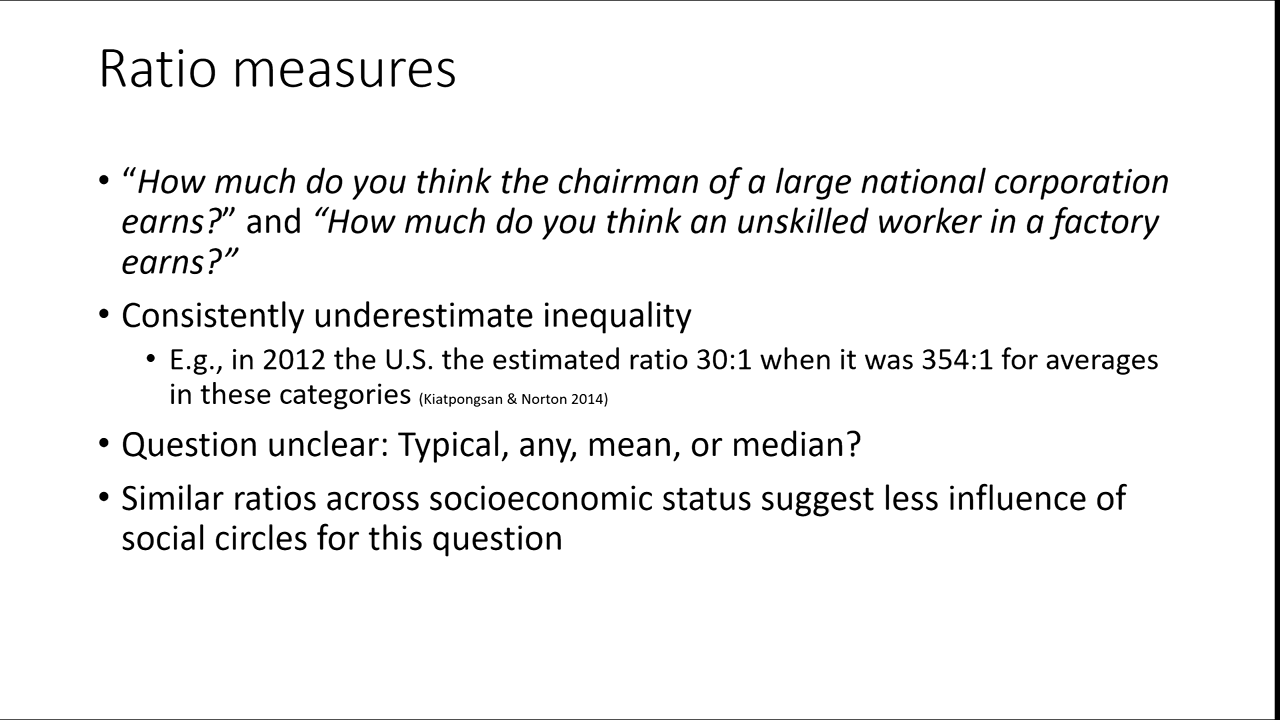 Ratio measures
• “How much do you think the chairman of a large national corporation
earns?” and “How much do you think an unskilled worker in a factory
earns?”
• Consistently underestimate inequality
• E.g., in 2012 the U.S. the estimated ratio 30:1 when it was 354:1 for averages
in these categories (Kiatpongsan & Norton 2014)
• Question unclear: Typical, any, mean, or median?
• Similar ratios across socioeconomic status suggest less influence of
social circles for this question